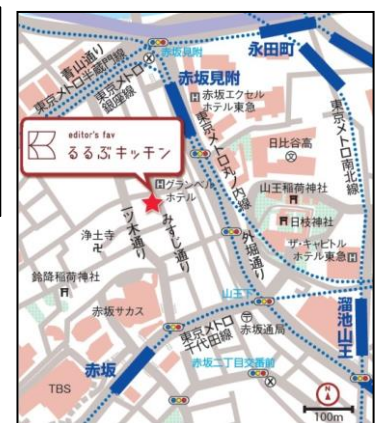 永田町
赤坂見附
青山通り
東京メトロ半蔵門線
東京メトロ
銀座線
赤坂見附
赤坂エクセル
ホテル東急
東京メトロ丸ノ内線
東京メトロ南北線
日比谷高
editor's fav
るるぶキッチン
グランベル
ホテル
山王稲荷神社
日枝神社
一ツ木通り
みすじ通り
外堀通り
浄土寺
ザ・キャピトル
ホテル東急
鈴降稲荷神社
山王下
溜池山王
赤坂サカス
東京メトロ
千代田線
赤坂通局
赤坂
赤坂二丁目交番前
TBS
N
100m